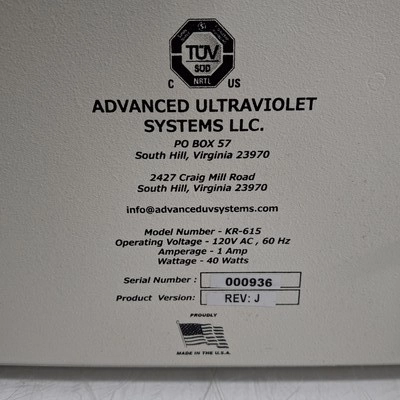 TÜV
SÜD
NRTL
C US
ADVANCED ULTRAVIOLET
SYSTEMS LLC.
PO BOX 57
South Hill, Virginia 23970
2427 Craig Mill Road
South Hill, Virginia 23970
info@advanceduvsystems.com
Model Number - KR-615
Operating Voltage - 120V AC , 60 Hz
Amperage - 1 Amp
Wattage - 40 Watts
Serial Number : 000936
Product Version: REV: J
PROUDLY
MADE IN THE U.S.A.